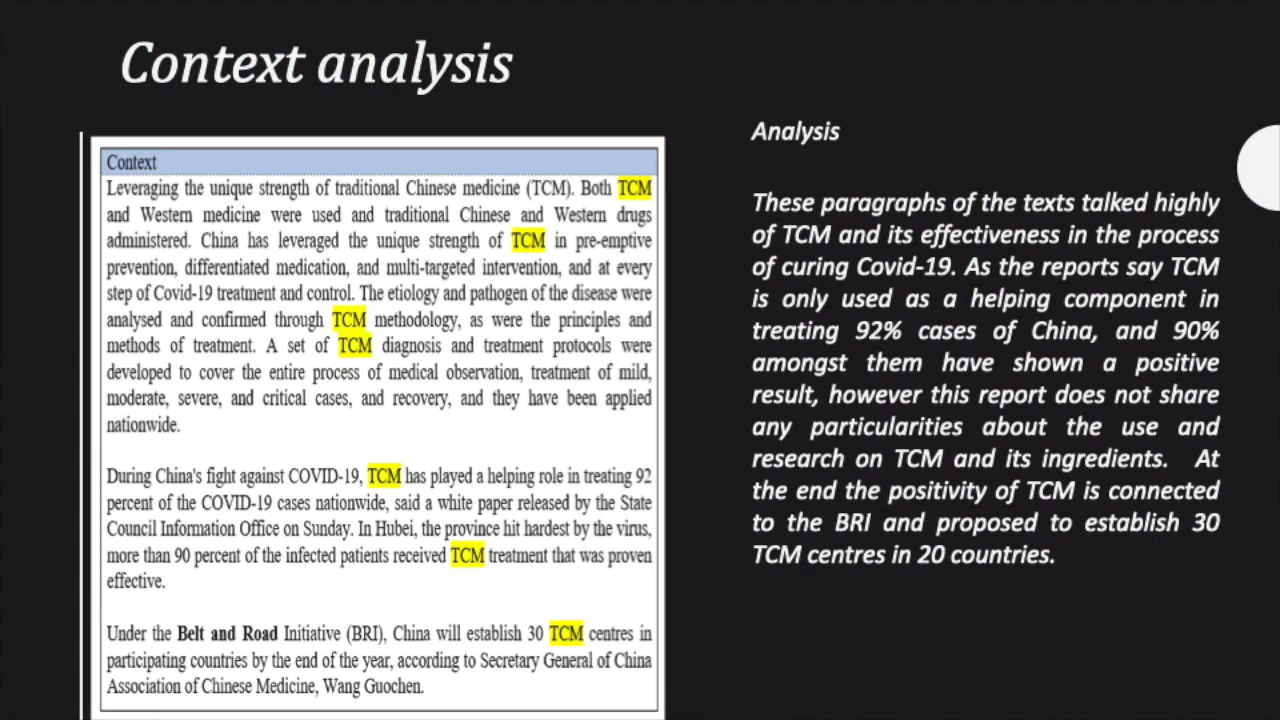 Context analysis
Context
Leveraging the unique strength of traditional Chinese medicine (TCM). Both TCM
and Western medicine were used and traditional Chinese and Western drugs
administered. China has leveraged the unique strength of TCM in pre-emptive
prevention, differentiated medication, and multi-targeted intervention, and at every
step of Covid-19 treatment and control. The etiology and pathogen of the disease were
analysed and confirmed through TCM methodology, as were the principles and
methods of treatment. A set of TCM diagnosis and treatment protocols were
developed to cover the entire process of medical observation, treatment of mild,
moderate, severe, and critical cases, and recovery, and they have been applied
nationwide.
During China's fight against COVID-19, TCM has played a helping role in treating 92
percent of the COVID-19 cases nationwide, said a white paper released by the State
Council Information Office on Sunday. In Hubei, the province hit hardest by the virus,
more than 90 percent of the infected patients received TCM treatment that was proven
effective.
Under the Belt and Road Initiative (BRI), China will establish 30 TCM centres in
participating countries by the end of the year, according to Secretary General of China
Association of Chinese Medicine, Wang Guochen.
Analysis
These paragraphs of the texts talked highly
of TCM and its effectiveness in the process
of curing Covid-19. As the reports say TCM
is only used as a helping component in
treating 92% cases of China, and 90%
amongst them have shown a positive
result, however this report does not share
any particularities about the use and
research on TCM and its ingredients. At
the end the positivity of TCM is connected
to the BRI and proposed to establish 30
TCM centres in 20 countries.